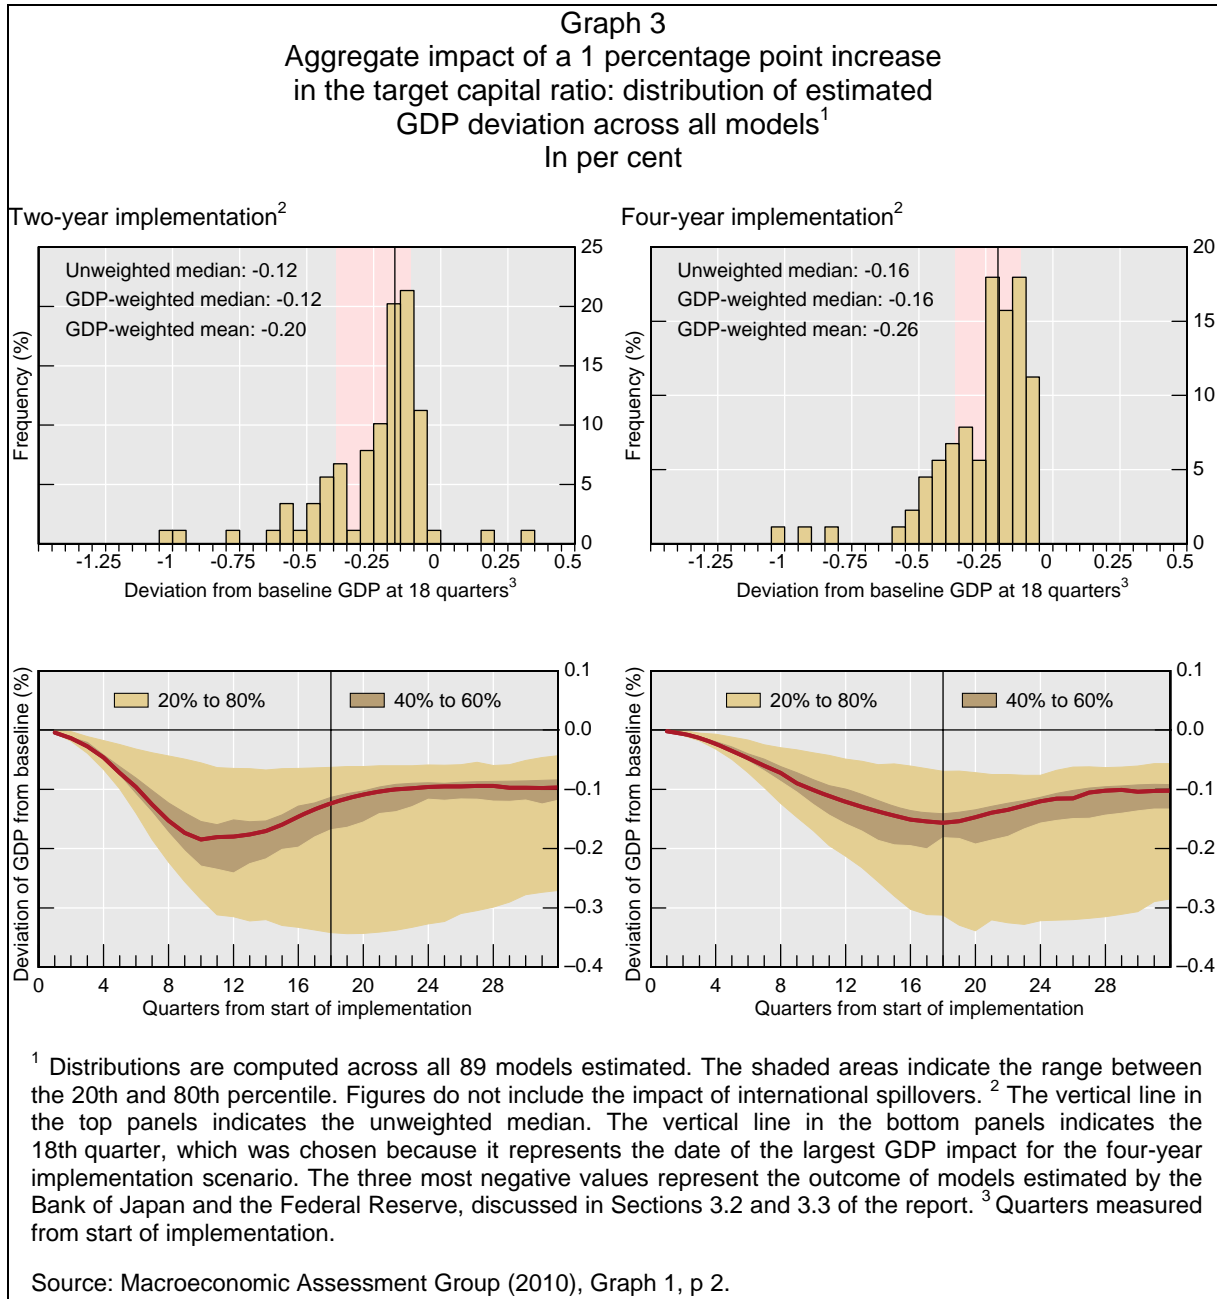 Graph 3
Aggregate impact of a 1 percentage point increase
in the target capital ratio: distribution of estimated
GDP deviation across all models1
In per cent
Two-year implementation2
Four-year implementation2
Unweighted median: -0.12
GDP-weighted median: -0.12
GDP-weighted mean: -0.20
Frequency (%)
25
20
15
10
5
0
-1.25 -1 -0.75 -0.5 -0.25 0 0.25 0.5
Deviation from baseline GDP at 18 quarters3
Unweighted median: -0.16
GDP-weighted median: -0.16
GDP-weighted mean: -0.26
Frequency (%)
20
15
10
5
0
-1.25 -1 -0.75 -0.5 -0.25 0 0.25 0.5
Deviation from baseline GDP at 18 quarters3
Deviation of GDP from baseline (%)
20% to 80% 40% to 60%
0.1
0.0
–0.1
–0.2
–0.3
–0.4
0 4 8 12 16 20 24 28
Quarters from start of implementation
Deviation of GDP from baseline (%)
20% to 80% 40% to 60%
0.1
0.0
–0.1
–0.2
–0.3
–0.4
0 4 8 12 16 20 24 28
Quarters from start of implementation
1 Distributions are computed across all 89 models estimated. The shaded areas indicate the range between
the 20th and 80th percentile. Figures do not include the impact of international spillovers. 2 The vertical line in
the top panels indicates the unweighted median. The vertical line in the bottom panels indicates the
18th quarter, which was chosen because it represents the date of the largest GDP impact for the four-year
implementation scenario. The three most negative values represent the outcome of models estimated by the
Bank of Japan and the Federal Reserve, discussed in Sections 3.2 and 3.3 of the report. 3 Quarters measured
from start of implementation.
Source: Macroeconomic Assessment Group (2010), Graph 1, p 2.